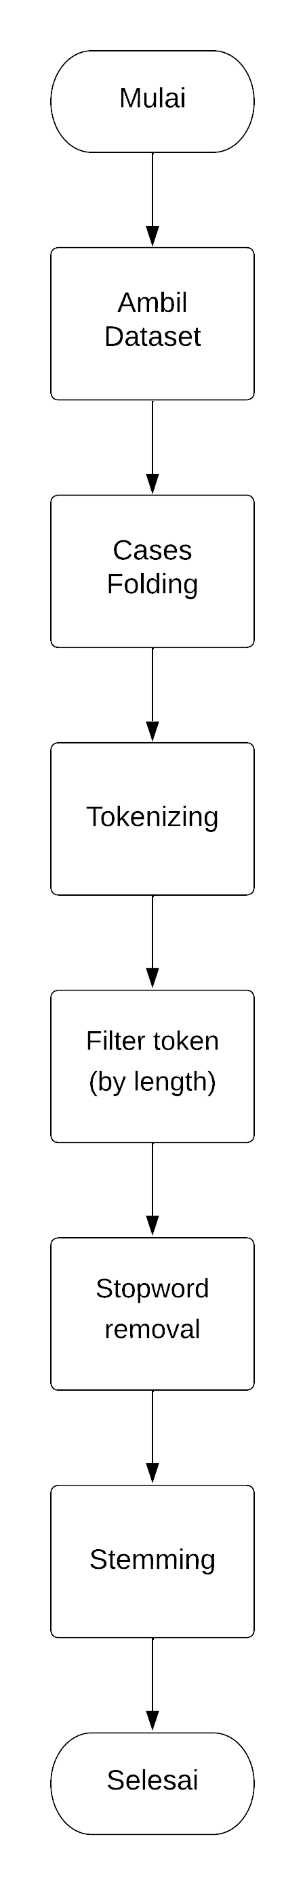 Mulai
Ambil
Dataset
Cases
Folding
Tokenizing
Filter token
(by length)
Stopword
removal
Stemming
Selesai